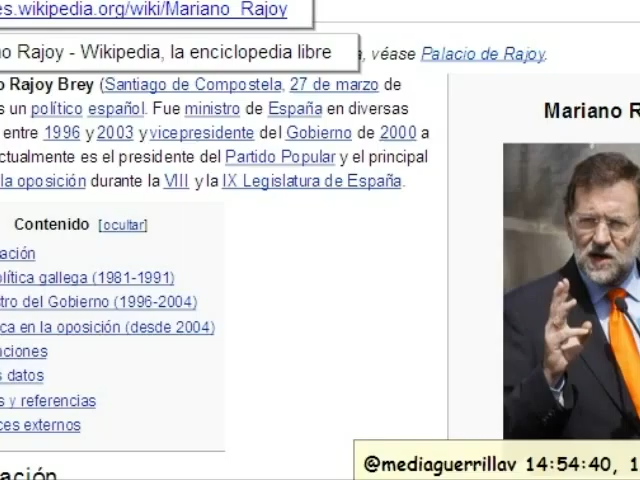 es.wikipedia.org/wiki/Mariano_Rajoy
no Rajoy - Wikipedia, la enciclopedia libre
, véase Palacio de Rajoy.
o Rajoy Brey (Santiago de Compostela, 27 de marzo de
s un político español. Fue ministro de España en diversas
entre 1996 y 2003 y vicepresidente del Gobierno de 2000 a
ctualmente es el presidente del Partido Popular y el principal
la oposición durante la VIII y la IX Legislatura de España.
Mariano R
Contenido [ocultar]
ación
olítica gallega (1981-1991)
tro del Gobierno (1996-2004)
ca en la oposición (desde 2004)
aciones
s datos
s y referencias
ces externos
ación
@mediaguerrillav 14:54:40, 1